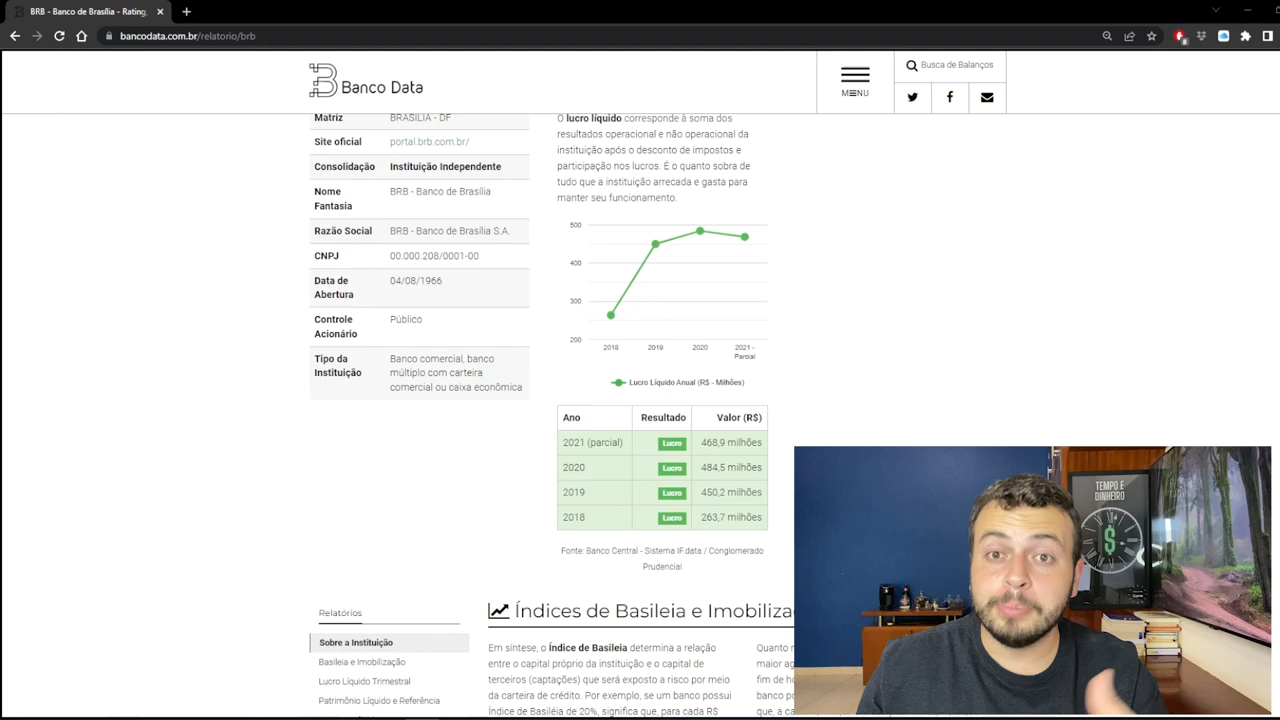 BRB - Banco de Brasília - Rating,
bancodata.com.br/relatorio/brb
Banco Data
MENU
Busca de Balanços
Matriz BRASILIA - DF
Site oficial portal.brb.com.br/
Consolidação Instituição Independente
Nome Fantasia BRB - Banco de Brasília
Razão Social BRB - Banco de Brasília S.A.
CNPJ 00.000.208/0001-00
Data de Abertura 04/08/1966
Controle Acionário Público
Tipo da Instituição Banco comercial, banco
múltiplo com carteira
comercial ou caixa econômica
O lucro líquido corresponde à soma dos
resultados operacional e não operacional da
instituição após o desconto de impostos e
participação nos lucros. É o quanto sobra de
tudo que a instituição arrecada e gasta para
manter seu funcionamento.
500
400
300
200
2018 2019 2020 2021 -
Parcial
Lucro Líquido Anual (R$ - Milhões)
Ano Resultado Valor (R$)
2021 (parcial) Lucro 468,9 milhões
2020 Lucro 484,5 milhões
2019 Lucro 450,2 milhões
2018 Lucro 263,7 milhões
Fonte: Banco Central - Sistema IF.data / Conglomerado
Prudencial
Relatórios
Sobre a Instituição
Basileia e Imobilização
Lucro Líquido Trimestral
Patrimônio Líquido e Referência
Índices de Basileia e Imobiliza
Em síntese, o Índice de Basileia determina a relação
entre o capital próprio da instituição e o capital de
terceiros (captações) que será exposto a risco por meio
da carteira de crédito. Por exemplo, se um banco possui
Índice de Basiléia de 20%, significa que, para cada R$
Quanto
maior
fim de
banco
que, a
TEMPO E
DINHEIRO
$